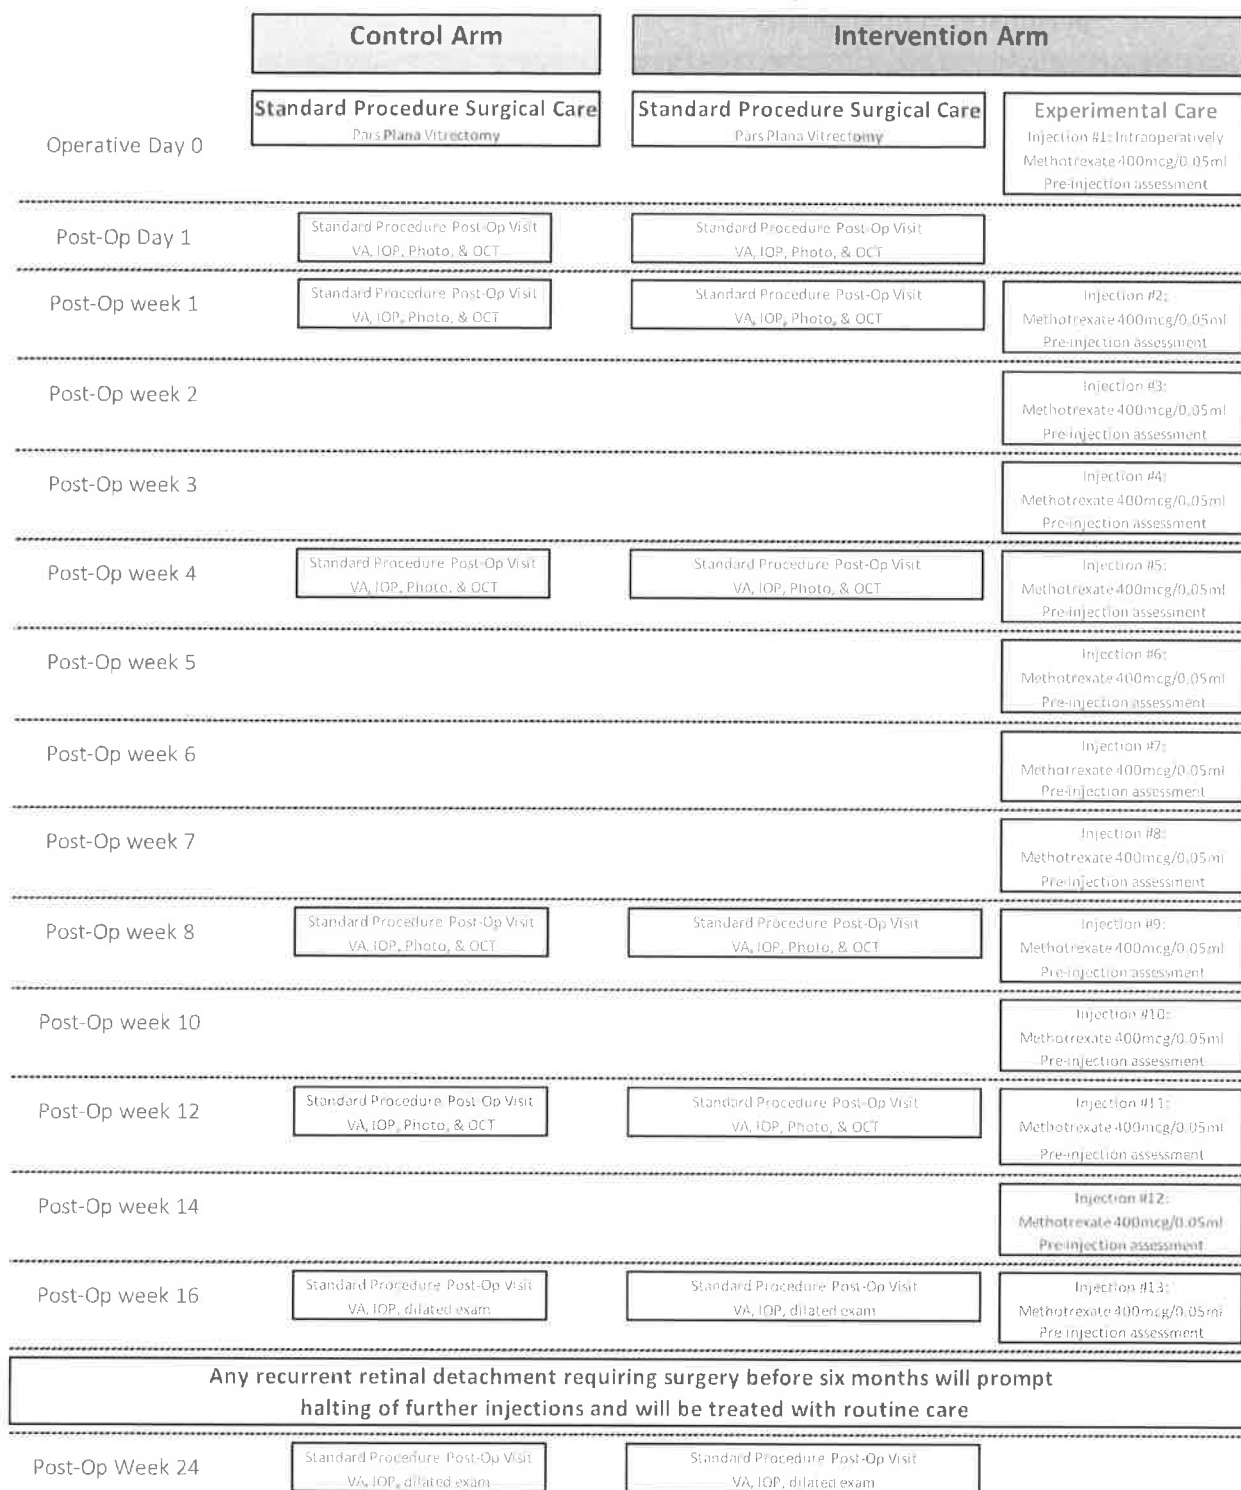 Control Arm
Intervention Arm
Operative Day 0
Standard Procedure Surgical Care
Pars Plana Vitrectomy
Standard Procedure Surgical Care
Pars Plana Vitrectomy
Experimental Care
Injection #1: Intraoperatively
Methotrexate 400mcg/0.05ml
Pre-injection assessment
Post-Op Day 1
Standard Procedure Post-Op Visit
VA, IOP, Photo, & OCT
Standard Procedure Post-Op Visit
VA, IOP, Photo, & OCT
Post-Op week 1
Standard Procedure Post-Op Visit
VA, IOP, Photo, & OCT
Standard Procedure Post-Op Visit
VA, IOP, Photo, & OCT
Injection #2:
Methotrexate 400mcg/0.05ml
Pre-injection assessment
Post-Op week 2
Injection #3:
Methotrexate 400mcg/0.05ml
Pre-injection assessment
Post-Op week 3
Injection #4:
Methotrexate 400mcg/0.05ml
Pre-injection assessment
Post-Op week 4
Standard Procedure Post-Op Visit
VA, IOP, Photo, & OCT
Standard Procedure Post-Op Visit
VA, IOP, Photo, & OCT
Injection #5:
Methotrexate 400mcg/0.05ml
Pre-injection assessment
Post-Op week 5
Injection #6:
Methotrexate 400mcg/0.05ml
Pre-injection assessment
Post-Op week 6
Injection #7:
Methotrexate 400mcg/0.05ml
Pre-injection assessment
Post-Op week 7
Injection #8:
Methotrexate 400mcg/0.05ml
Pre-injection assessment
Post-Op week 8
Standard Procedure Post-Op Visit
VA, IOP, Photo, & OCT
Standard Procedure Post-Op Visit
VA, IOP, Photo, & OCT
Injection #9:
Methotrexate 400mcg/0.05ml
Pre-injection assessment
Post-Op week 10
Injection #10:
Methotrexate 400mcg/0.05ml
Pre-injection assessment
Post-Op week 12
Standard Procedure Post-Op Visit
VA, IOP, Photo, & OCT
Standard Procedure Post-Op Visit
VA, IOP, Photo, & OCT
Injection #11:
Methotrexate 400mcg/0.05ml
Pre-injection assessment
Post-Op week 14
Injection #12:
Methotrexate 400mcg/0.05ml
Pre-injection assessment
Post-Op week 16
Standard Procedure Post-Op Visit
VA, IOP, dilated exam
Standard Procedure Post-Op Visit
VA, IOP, dilated exam
Injection #13:
Methotrexate 400mcg/0.05ml
Pre injection assessment
Any recurrent retinal detachment requiring surgery before six months will prompt
halting of further injections and will be treated with routine care
Post-Op Week 24
Standard Procedure Post-Op Visit
VA, IOP, dilated exam
Standard Procedure Post-Op Visit
VA, IOP, dilated exam